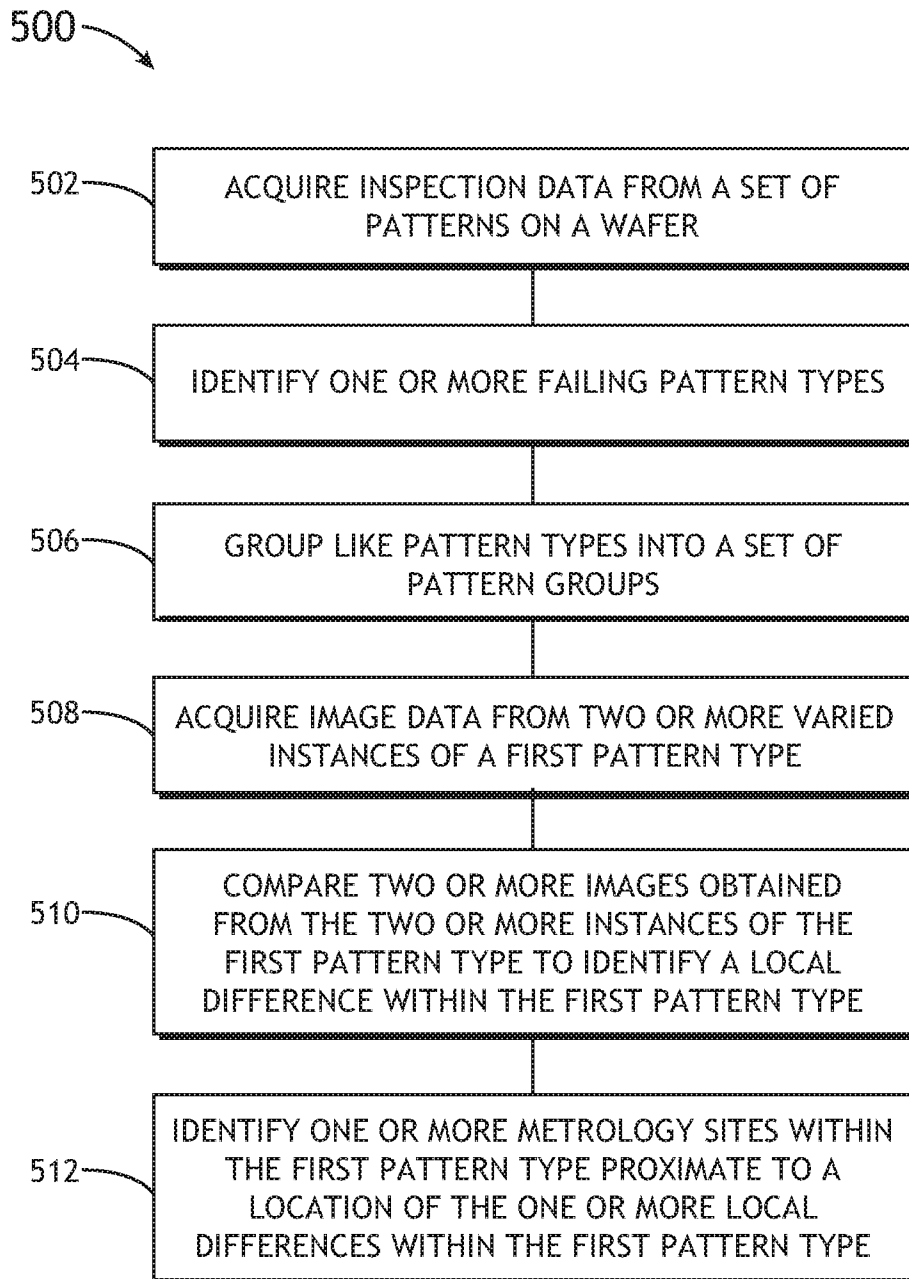 500
502
ACQUIRE INSPECTION DATA FROM A SET OF
PATTERNS ON A WAFER
504
IDENTIFY ONE OR MORE FAILING PATTERN TYPES
506
GROUP LIKE PATTERN TYPES INTO A SET OF
PATTERN GROUPS
508
ACQUIRE IMAGE DATA FROM TWO OR MORE VARIED
INSTANCES OF A FIRST PATTERN TYPE
510
COMPARE TWO OR MORE IMAGES OBTAINED
FROM THE TWO OR MORE INSTANCES OF THE
FIRST PATTERN TYPE TO IDENTIFY A LOCAL
DIFFERENCE WITHIN THE FIRST PATTERN TYPE
512
IDENTIFY ONE OR MORE METROLOGY SITES WITHIN
THE FIRST PATTERN TYPE PROXIMATE TO A
LOCATION OF THE ONE OR MORE LOCAL
DIFFERENCES WITHIN THE FIRST PATTERN TYPE